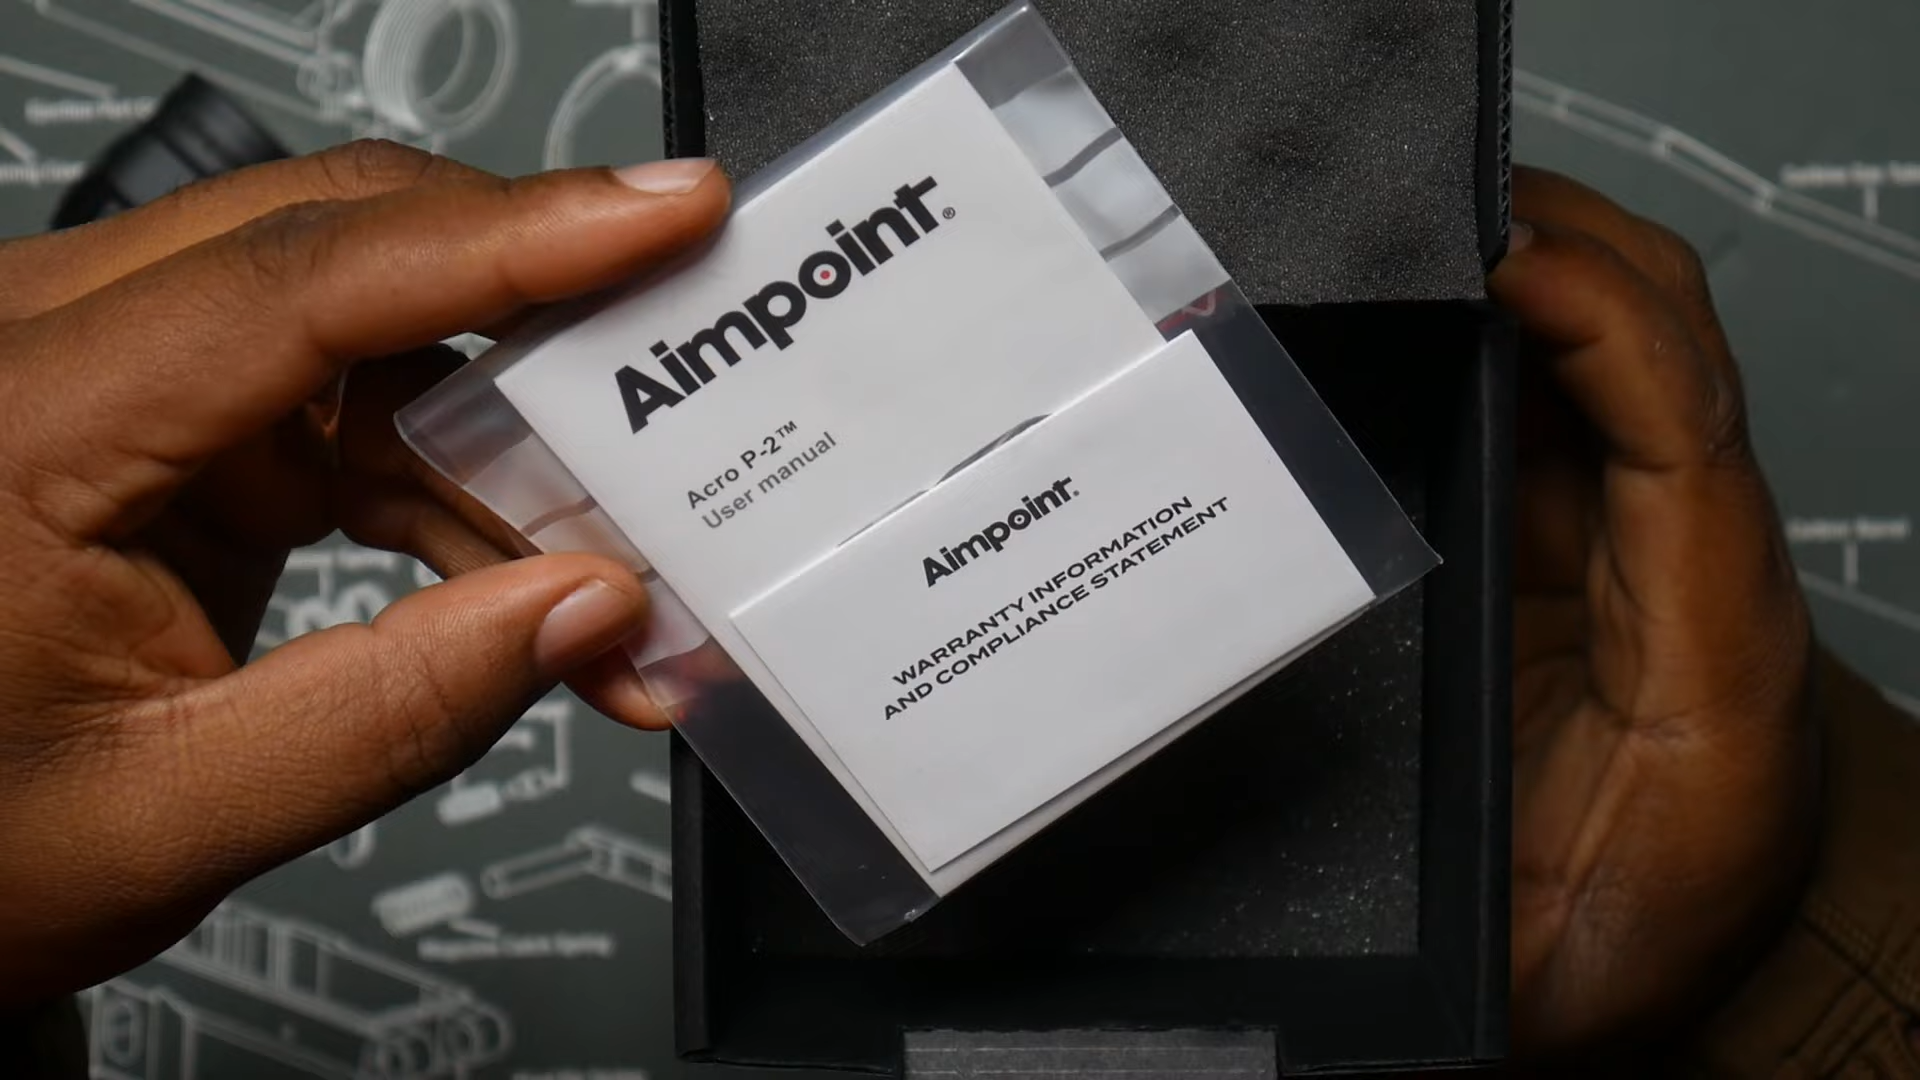 Aimpoint®
Acro P-2™
User manual
Aimpoint®
WARRANTY INFORMATION
AND COMPLIANCE STATEMENT